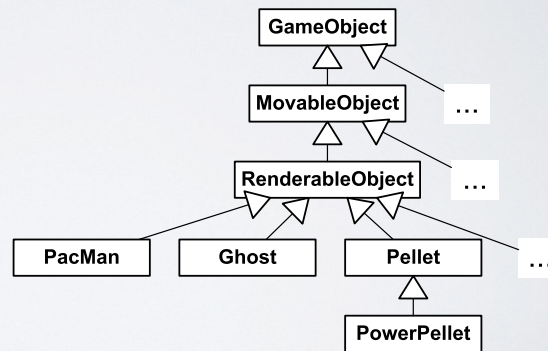 GameObject
MovableObject
...
RenderableObject
...
PacMan
Ghost
Pellet
...
PowerPellet